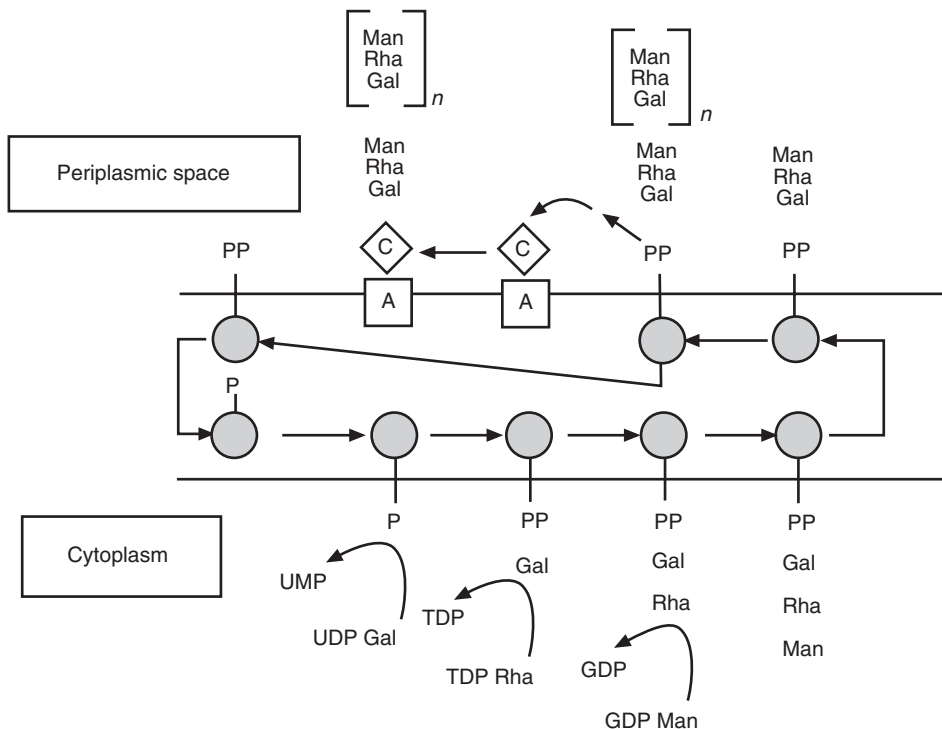 Man
Rha
Gal
n
Man
Rha
Gal
n
Periplasmic space
Man
Rha
Gal
Man
Rha
Gal
Man
Rha
Gal
PP
C
C
PP
PP
A
A
P
P
PP
PP
PP
Cytoplasm
Gal
Gal
Gal
UMP
TDP
Rha
Rha
UDP Gal
Man
TDP Rha
GDP
GDP Man